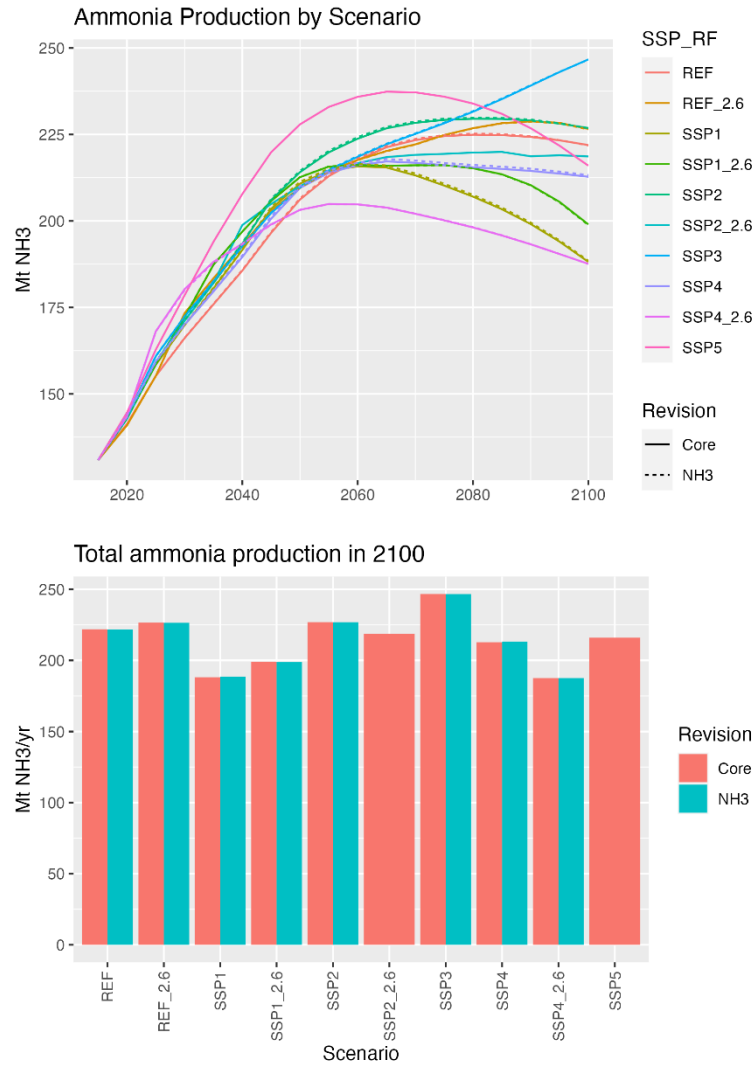 Ammonia Production by Scenario
Mt NH3
250
225
200
175
150
2020
2040
2060
2080
2100
SSP_RF
REF
REF_2.6
SSP1
SSP1_2.6
SSP2
SSP2_2.6
SSP3
SSP4
SSP4_2.6
SSP5
Revision
Core
NH3
Total ammonia production in 2100
Mt NH3/yr
250
200
150
100
50
0
REF
REF_2.6
SSP1
SSP1_2.6
SSP2
SSP2_2.6
SSP3
SSP4
SSP4_2.6
SSP5
Scenario
Revision
Core
NH3